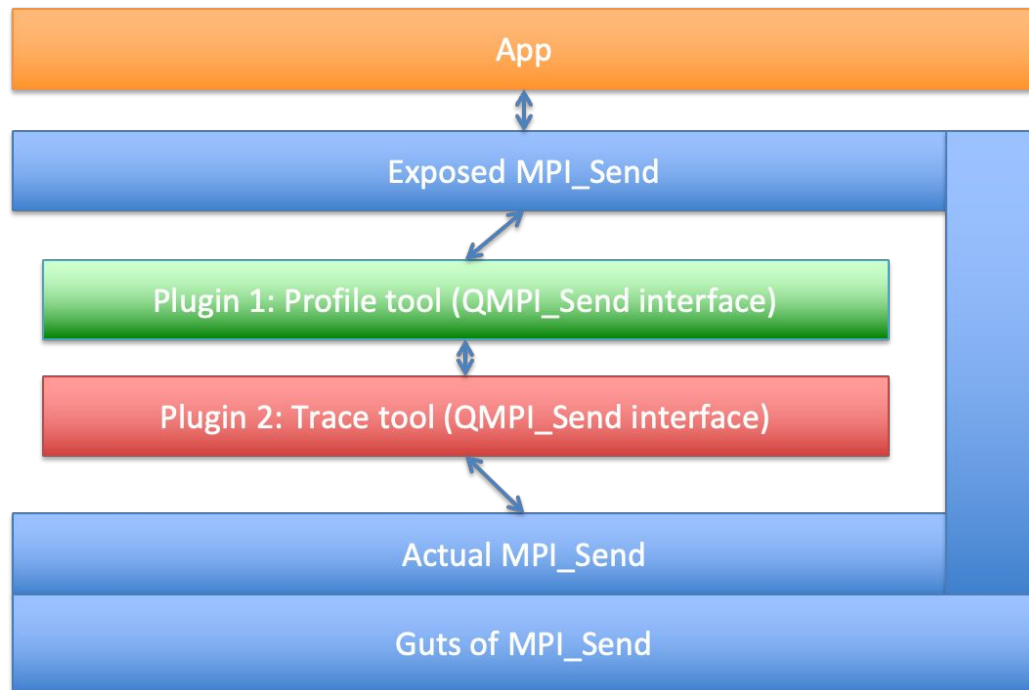 App
Exposed MPI_Send
Plugin 1: Profile tool (QMPI_Send interface)
Plugin 2: Trace tool (QMPI_Send interface)
Actual MPI_Send
Guts of MPI_Send